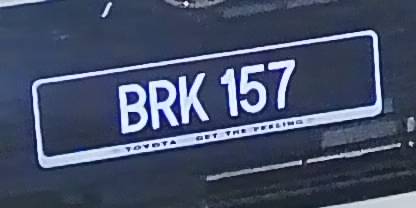 BRK 157
TOYOTA GET THE FEELING